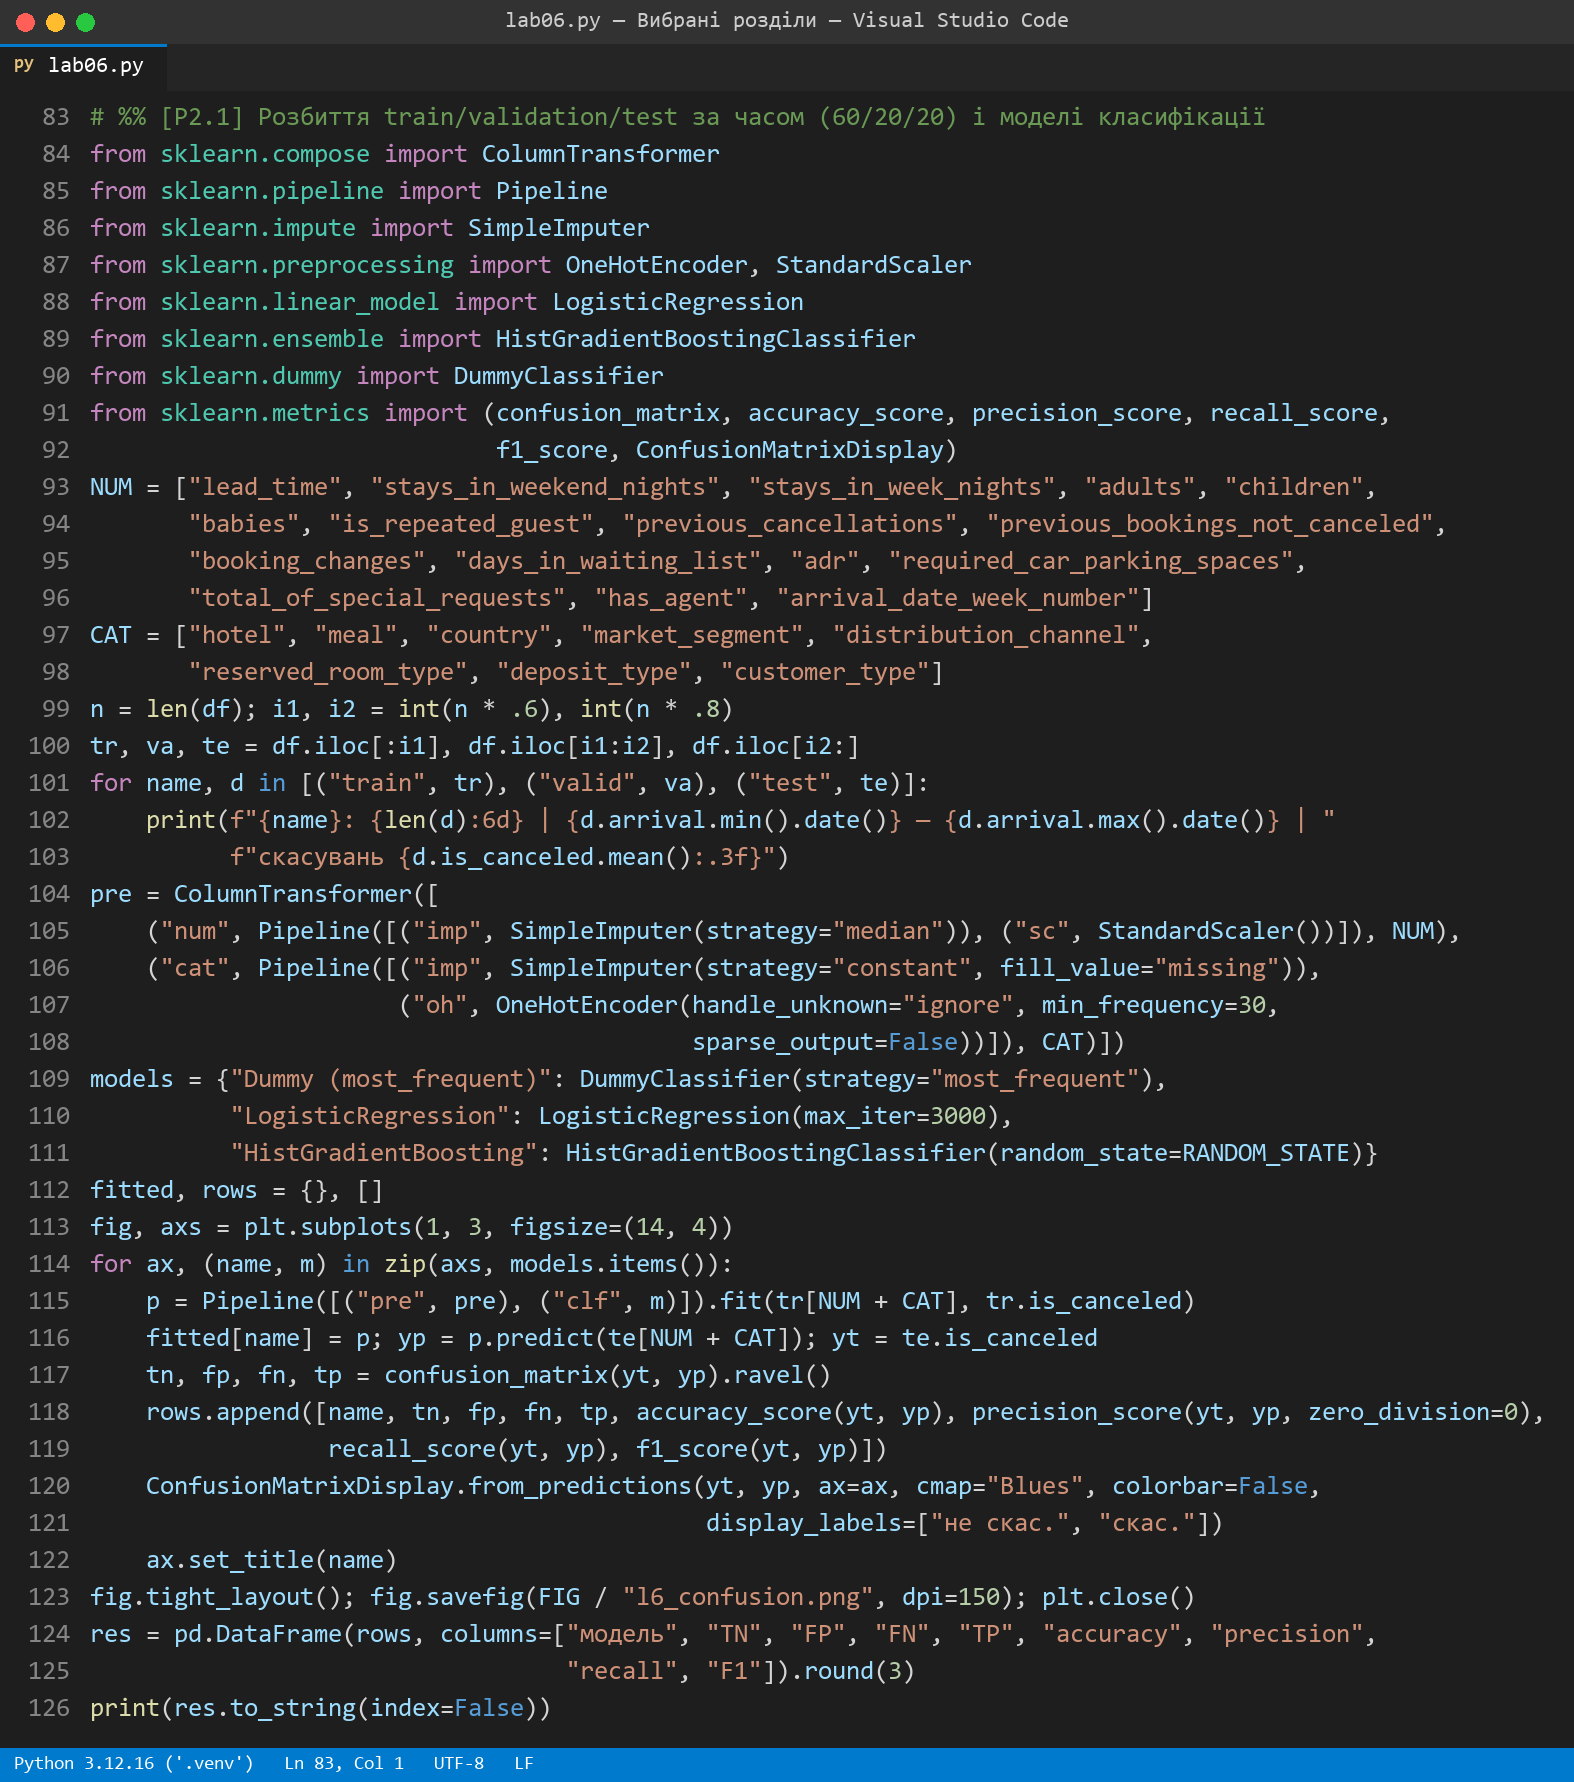 lab06.py — Вибрані розділи — Visual Studio Code
py lab06.py
83 # %% [P2.1] Розбиття train/validation/test за часом (60/20/20) і моделі класифікації
84 from sklearn.compose import ColumnTransformer
85 from sklearn.pipeline import Pipeline
86 from sklearn.impute import SimpleImputer
87 from sklearn.preprocessing import OneHotEncoder, StandardScaler
88 from sklearn.linear_model import LogisticRegression
89 from sklearn.ensemble import HistGradientBoostingClassifier
90 from sklearn.dummy import DummyClassifier
91 from sklearn.metrics import (confusion_matrix, accuracy_score, precision_score, recall_score,
92                              f1_score, ConfusionMatrixDisplay)
93 NUM = ["lead_time", "stays_in_weekend_nights", "stays_in_week_nights", "adults", "children",
94        "babies", "is_repeated_guest", "previous_cancellations", "previous_bookings_not_canceled",
95        "booking_changes", "days_in_waiting_list", "adr", "required_car_parking_spaces",
96        "total_of_special_requests", "has_agent", "arrival_date_week_number"]
97 CAT = ["hotel", "meal", "country", "market_segment", "distribution_channel",
98        "reserved_room_type", "deposit_type", "customer_type"]
99 n = len(df); i1, i2 = int(n * .6), int(n * .8)
100 tr, va, te = df.iloc[:i1], df.iloc[i1:i2], df.iloc[i2:]
101 for name, d in [("train", tr), ("valid", va), ("test", te)]:
102     print(f"{name}: {len(d):6d} | {d.arrival.min().date()} — {d.arrival.max().date()} | "
103           f"скасувань {d.is_canceled.mean():.3f}")
104 pre = ColumnTransformer([
105     ("num", Pipeline([("imp", SimpleImputer(strategy="median")), ("sc", StandardScaler())]), NUM),
106     ("cat", Pipeline([("imp", SimpleImputer(strategy="constant", fill_value="missing")),
107                       ("oh", OneHotEncoder(handle_unknown="ignore", min_frequency=30,
108                                            sparse_output=False))]), CAT)])
109 models = {"Dummy (most_frequent)": DummyClassifier(strategy="most_frequent"),
110           "LogisticRegression": LogisticRegression(max_iter=3000),
111           "HistGradientBoosting": HistGradientBoostingClassifier(random_state=RANDOM_STATE)}
112 fitted, rows = {}, []
113 fig, axs = plt.subplots(1, 3, figsize=(14, 4))
114 for ax, (name, m) in zip(axs, models.items()):
115     p = Pipeline([("pre", pre), ("clf", m)]).fit(tr[NUM + CAT], tr.is_canceled)
116     fitted[name] = p; yp = p.predict(te[NUM + CAT]); yt = te.is_canceled
117     tn, fp, fn, tp = confusion_matrix(yt, yp).ravel()
118     rows.append([name, tn, fp, fn, tp, accuracy_score(yt, yp), precision_score(yt, yp, zero_division=0),
119                  recall_score(yt, yp), f1_score(yt, yp)])
120     ConfusionMatrixDisplay.from_predictions(yt, yp, ax=ax, cmap="Blues", colorbar=False,
121                                             display_labels=["не скас.", "скас."])
122     ax.set_title(name)
123 fig.tight_layout(); fig.savefig(FIG / "l6_confusion.png", dpi=150); plt.close()
124 res = pd.DataFrame(rows, columns=["модель", "TN", "FP", "FN", "TP", "accuracy", "precision",
125                                   "recall", "F1"]).round(3)
126 print(res.to_string(index=False))
Python 3.12.16 ('.venv') Ln 83, Col 1 UTF-8 LF